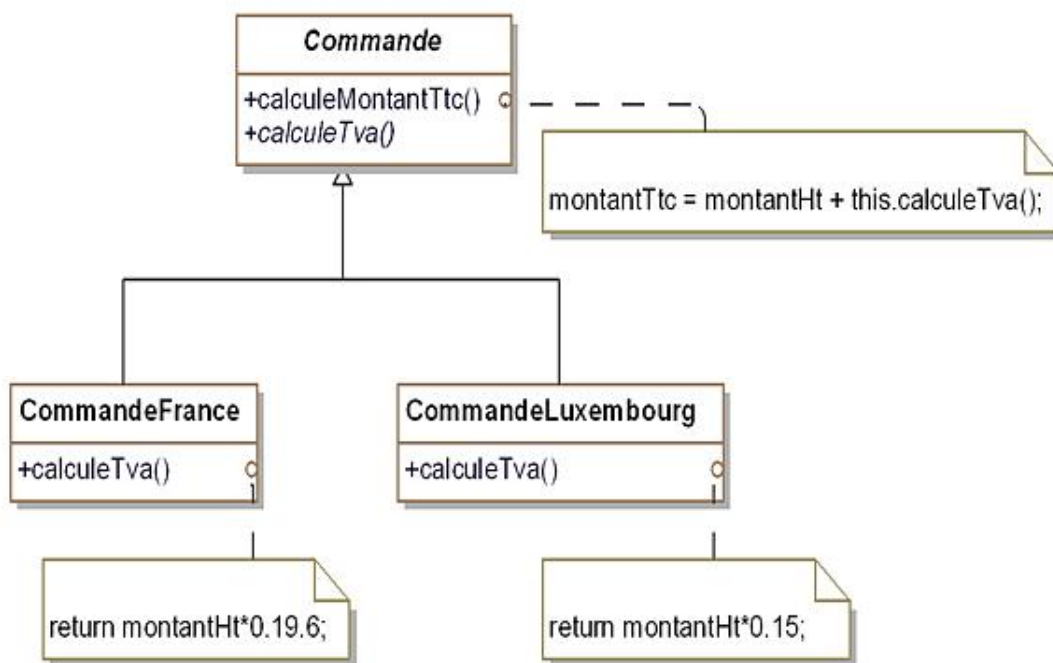 Commande
+calculeMontantTtc()
+calculeTva()
montantTtc = montantHt + this.calculeTva();
CommandeFrance
+calculeTva()
CommandeLuxembourg
+calculeTva()
return montantHt*0.19.6;
return montantHt*0.15;